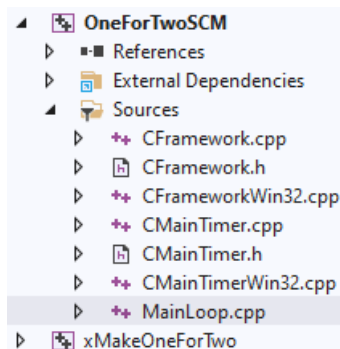 OneForTwoSCM
References
External Dependencies
Sources
CFramework.cpp
CFramework.h
CFrameworkWin32.cpp
CMainTimer.cpp
CMainTimer.h
CMainTimerWin32.cpp
MainLoop.cpp
xMakeOneForTwo